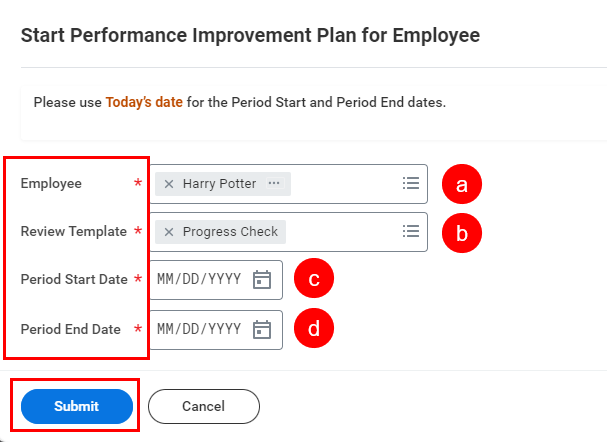 Start Performance Improvement Plan for Employee
Please use Today's date for the Period Start and Period End dates.
Employee * × Harry Potter ··· a
Review Template * × Progress Check b
Period Start Date * MM/DD/YYYY c
Period End Date * MM/DD/YYYY d
Submit Cancel